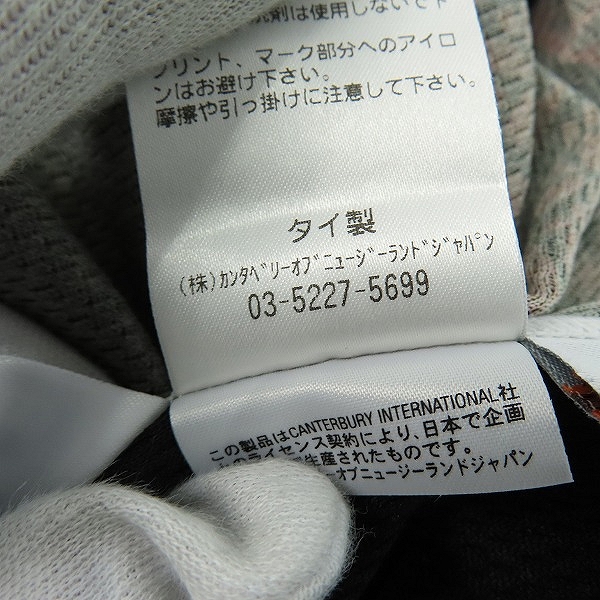 剤は使用しないで下
プリント、マーク部分へのアイロ
ンはお避け下さい。
摩擦や引っ掛けに注意して下さい。
タイ製
(株)カンタベリーオブニュージーランドジャパン
03-5227-5699
この製品はCANTERBURY INTERNATIONAL社
のライセンス契約により、日本で企画
生産されたものです。
オブニュージーランドジャパン